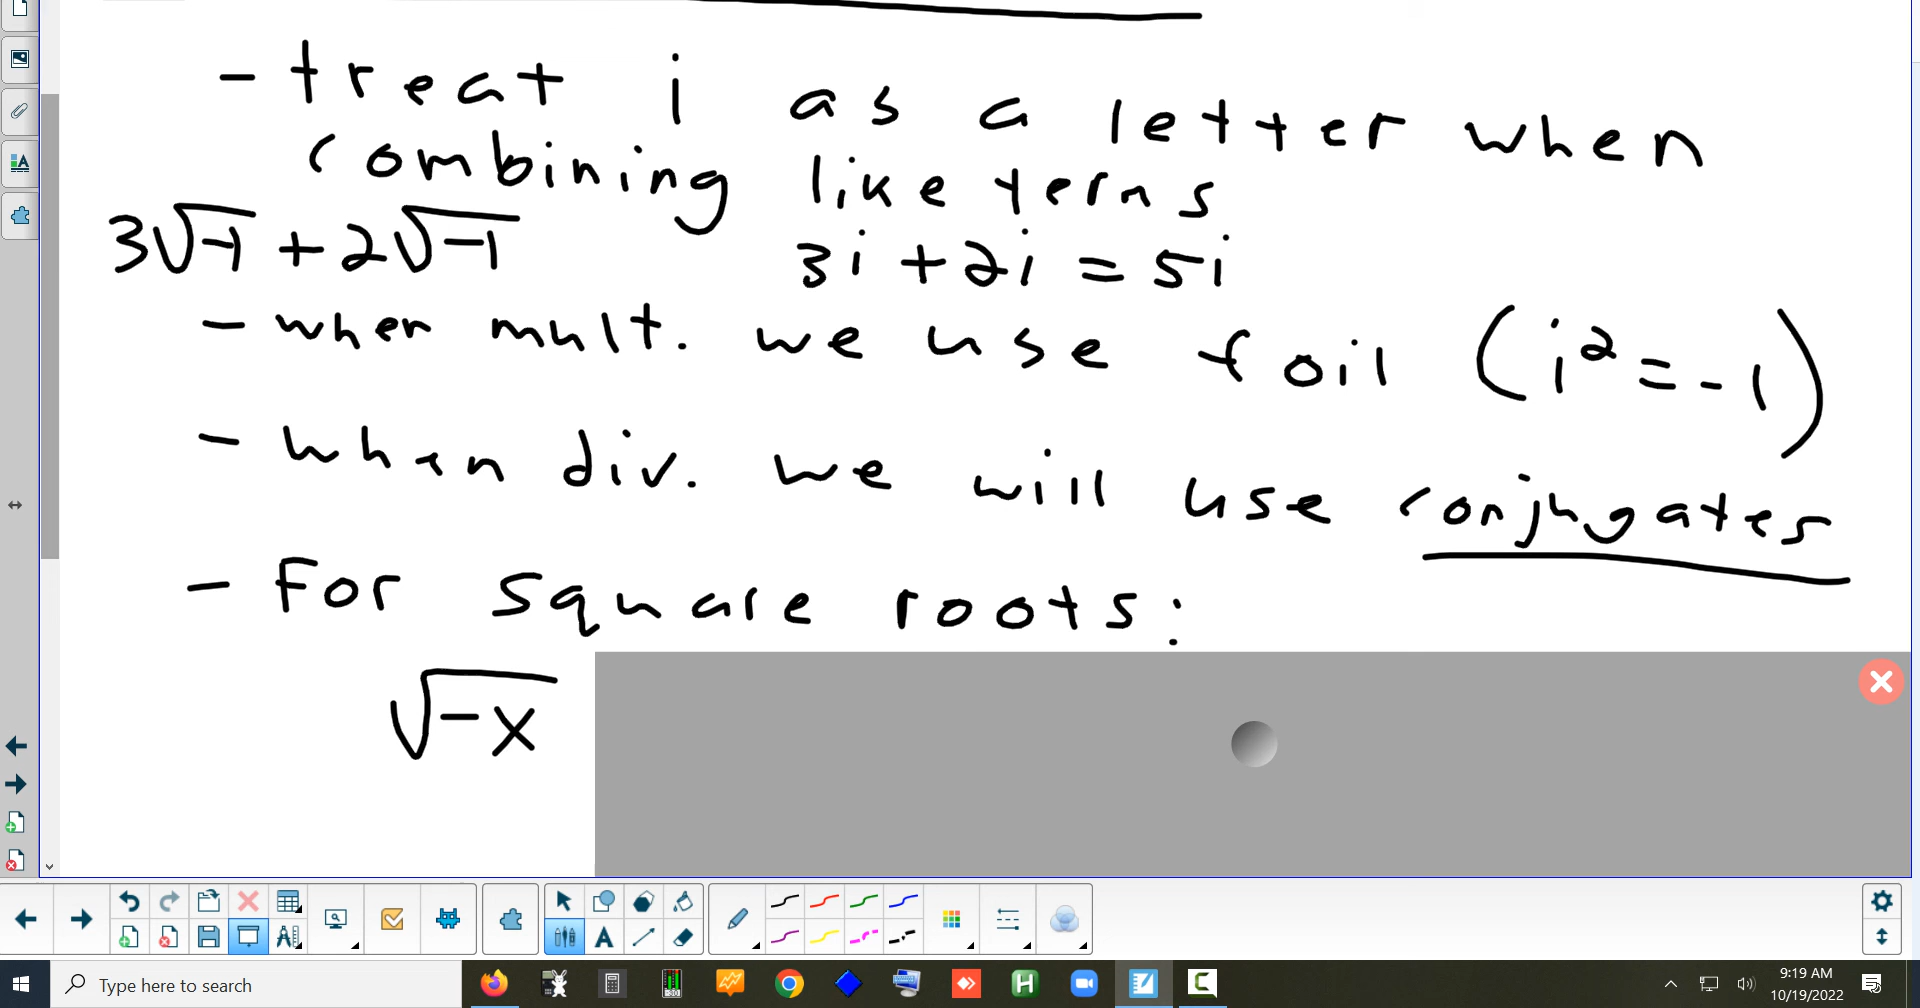 - treat i as a letter when
combining like terms
3√-1 + 2√-1 3i + 2i = 5i
- when mult. we use foil (i² = -1)
- when div. we will use conjugates
- For square roots:
√-x
Type here to search
9:19 AM
10/19/2022